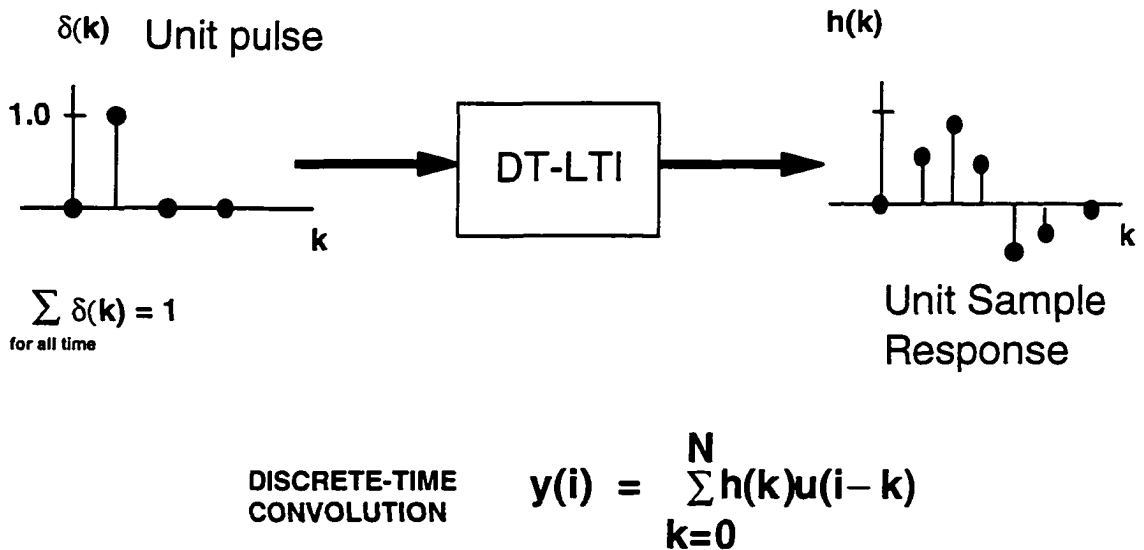 δ(k) Unit pulse
h(k)
1.0
DT-LTI
k
k
∑ δ(k) = 1
for all time
Unit Sample
Response
DISCRETE-TIME
CONVOLUTION
N
y(i) = ∑h(k)u(i– k)
k=0